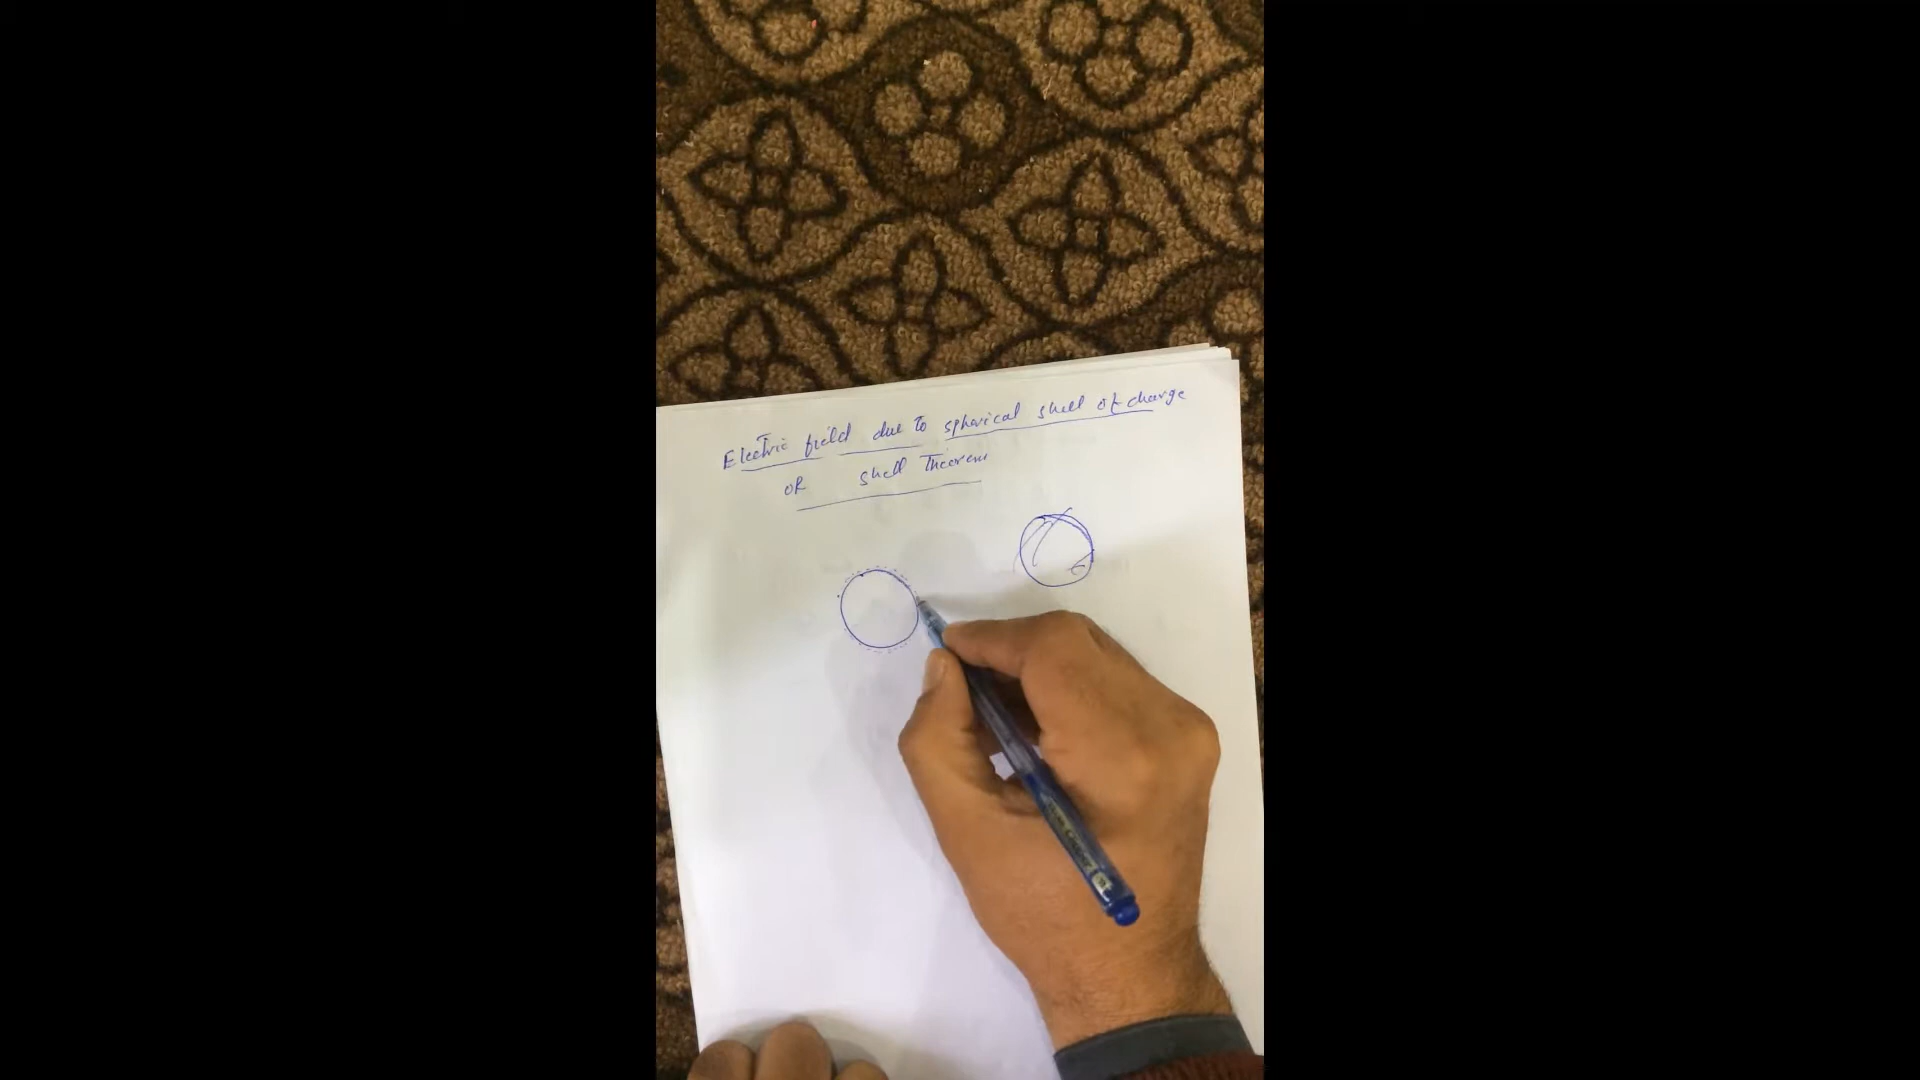 Electric field due to spherical shell of charge
OR shell Theorem